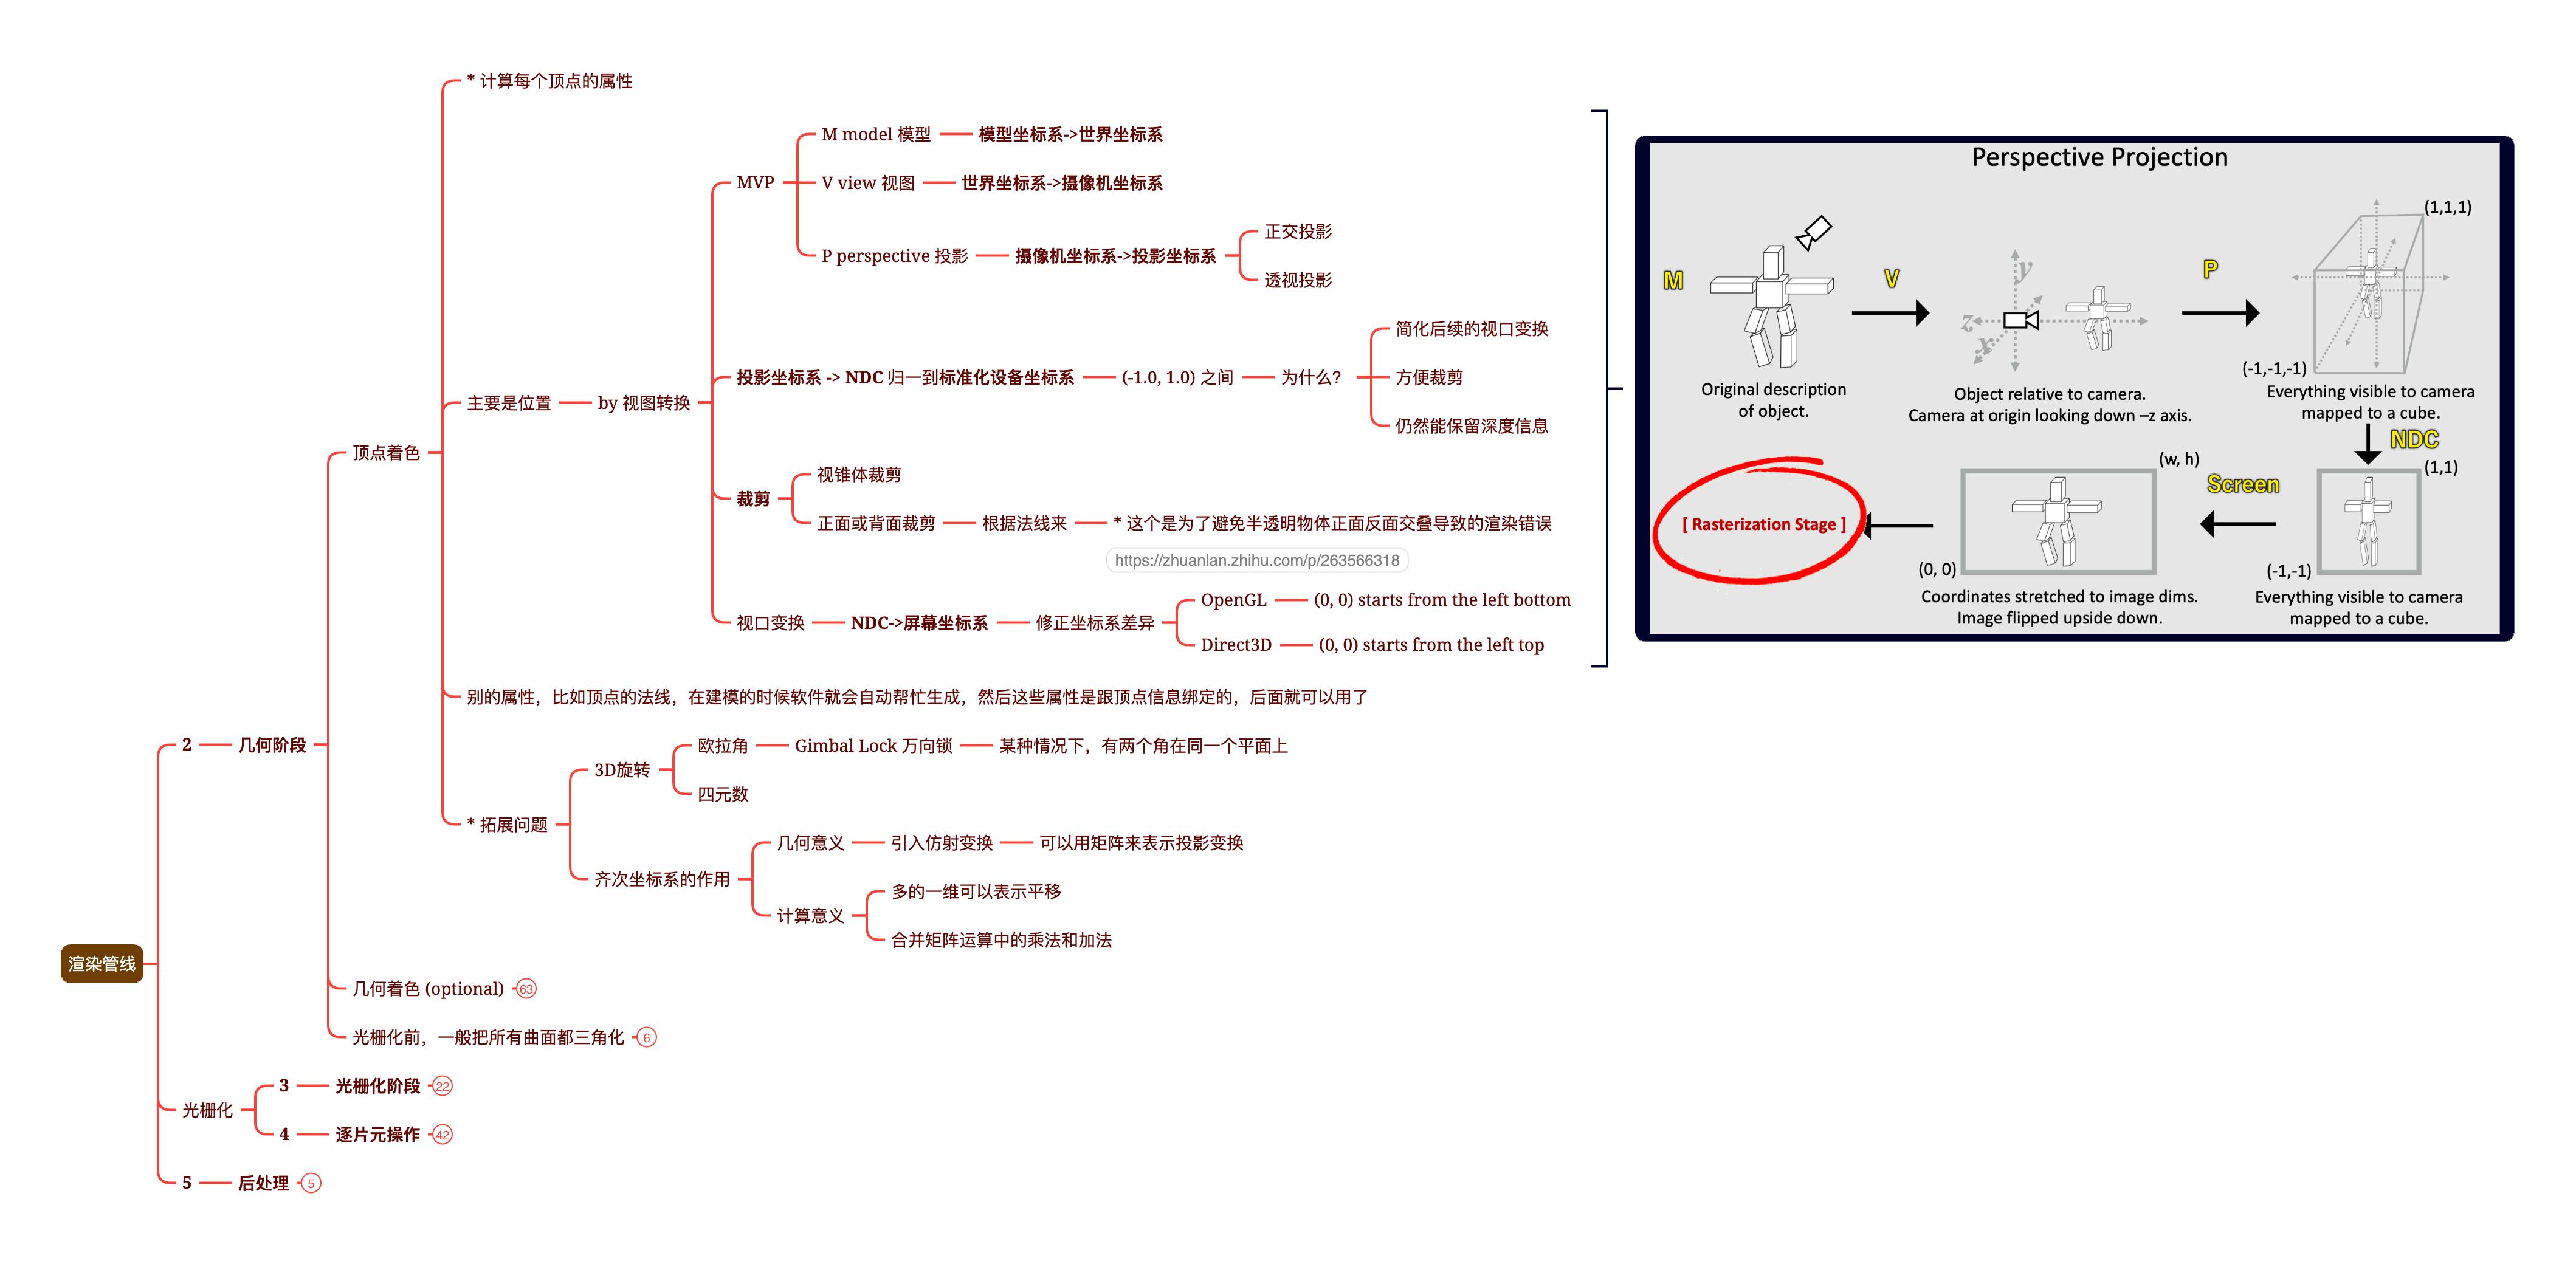 * 计算每个顶点的属性
M model 模型
模型坐标系->世界坐标系
MVP
V view 视图
世界坐标系->摄像机坐标系
P perspective 投影
摄像机坐标系->投影坐标系
正交投影
透视投影
主要是位置
by 视图转换
投影坐标系 -> NDC 归一到标准化设备坐标系
(-1.0, 1.0) 之间
为什么？
简化后续的视口变换
方便裁剪
仍然能保留深度信息
顶点着色
裁剪
视锥体裁剪
正面或背面裁剪
根据法线来
* 这个是为了避免半透明物体正面反面交叠导致的渲染错误
https://zhuanlan.zhihu.com/p/263566318
视口变换
NDC->屏幕坐标系
修正坐标系差异
OpenGL
(0, 0) starts from the left bottom
Direct3D
(0, 0) starts from the left top
别的属性，比如顶点的法线，在建模的时候软件就会自动帮忙生成，然后这些属性是跟顶点信息绑定的，后面就可以用了
2
几何阶段
* 拓展问题
3D旋转
欧拉角
Gimbal Lock 万向锁
某种情况下，有两个角在同一个平面上
四元数
齐次坐标系的作用
几何意义
引入仿射变换
可以用矩阵来表示投影变换
计算意义
多的一维可以表示平移
合并矩阵运算中的乘法和加法
渲染管线
几何着色 (optional)
63
光栅化前，一般把所有曲面都三角化
6
光栅化
3
光栅化阶段
22
4
逐片元操作
42
5
后处理
5
Perspective Projection
M
Original description
of object.
V
y
z
x
Object relative to camera.
Camera at origin looking down –z axis.
P
(1,1,1)
(-1,-1,-1)
Everything visible to camera
mapped to a cube.
NDC
(1,1)
(-1,-1)
Everything visible to camera
mapped to a cube.
Screen
(w, h)
(0, 0)
Coordinates stretched to image dims.
Image flipped upside down.
[ Rasterization Stage ]